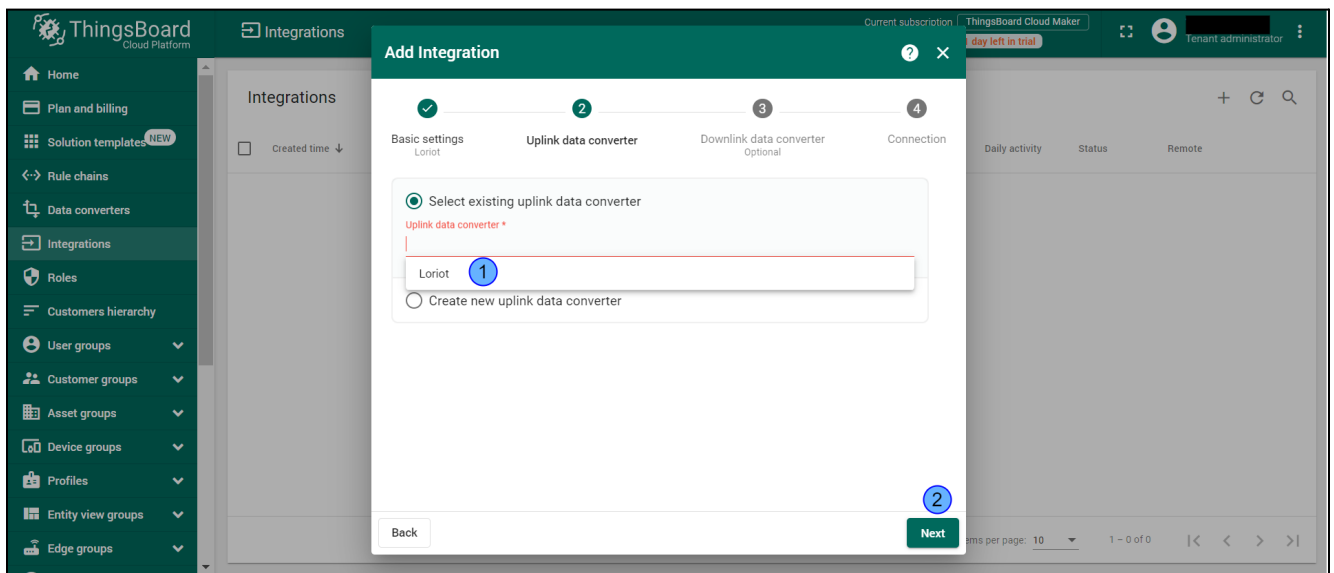 ThingsBoard
Cloud Platform
Integrations
Current subscription
ThingsBoard Cloud Maker
day left in trial
Tenant administrator
Home
Plan and billing
Solution templates NEW
Rule chains
Data converters
Integrations
Roles
Customers hierarchy
User groups
Customer groups
Asset groups
Device groups
Profiles
Entity view groups
Edge groups
Integrations
Created time
Daily activity
Status
Remote
Add Integration
?
2
3
4
Basic settings
Loriot
Uplink data converter
Downlink data converter
Optional
Connection
Select existing uplink data converter
Uplink data converter *
Loriot
1
Create new uplink data converter
2
Back
Next
ems per page: 10
1 – 0 of 0